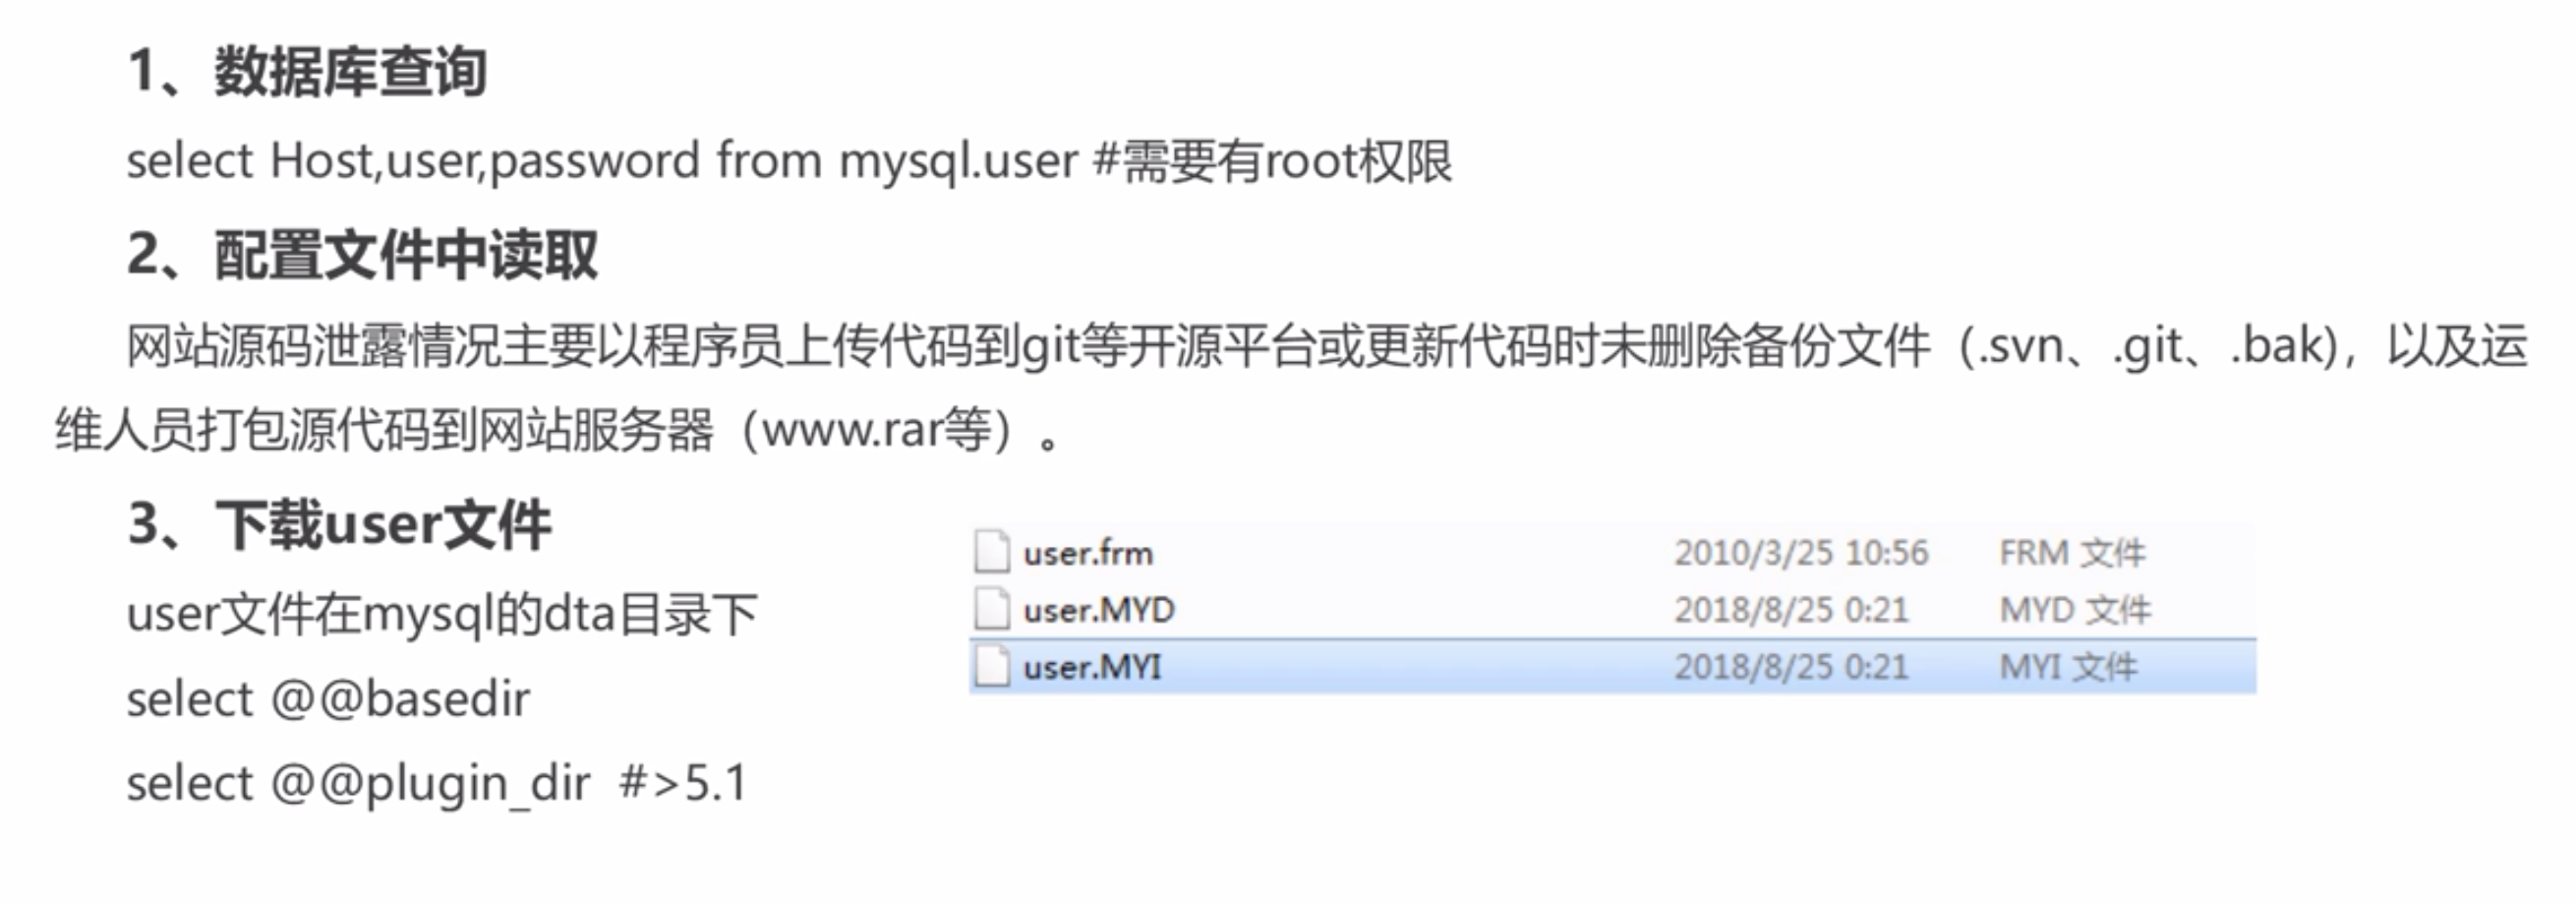 1、数据库查询
select Host,user,password from mysql.user #需要有root权限
2、配置文件中读取
网站源码泄露情况主要以程序员上传代码到git等开源平台或更新代码时未删除备份文件（.svn、.git、.bak)，以及运
维人员打包源代码到网站服务器（www.rar等）。
3、下载user文件
user文件在mysql的dta目录下
select @@basedir
select @@plugin_dir #>5.1
user.frm 2010/3/25 10:56 FRM 文件
user.MYD 2018/8/25 0:21 MYD 文件
user.MYI 2018/8/25 0:21 MYI 文件